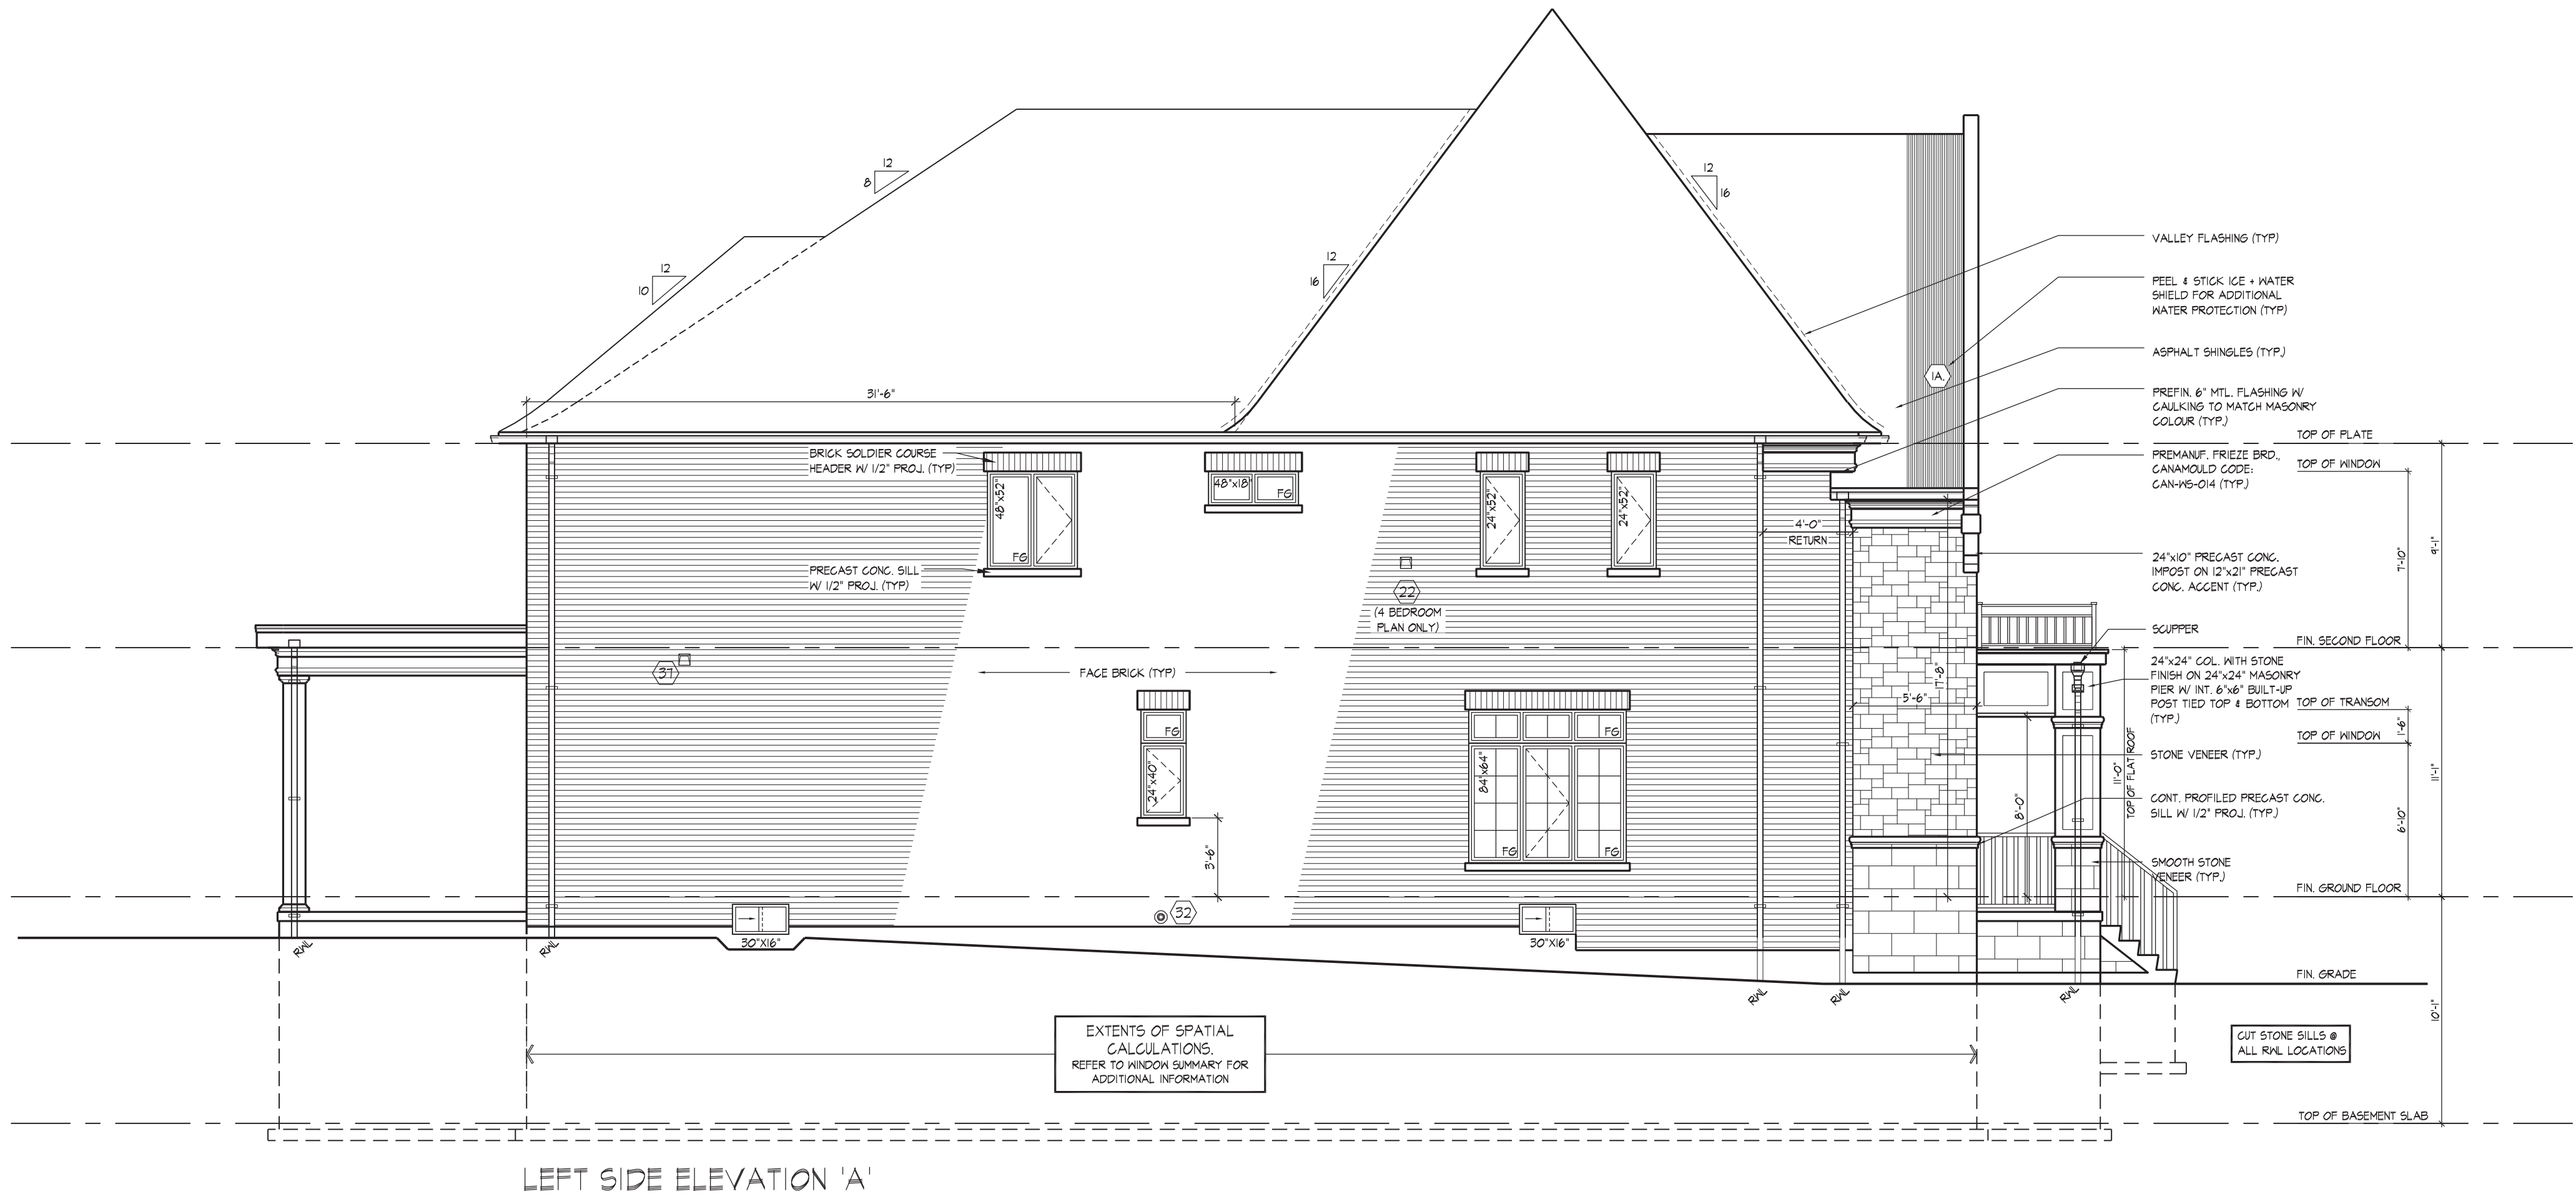 12
8
12
16
12
16
12
10
31'-6"
1A.
VALLEY FLASHING (TYP)
PEEL & STICK ICE + WATER
SHIELD FOR ADDITIONAL
WATER PROTECTION (TYP)
ASPHALT SHINGLES (TYP.)
PREFIN. 6" MTL. FLASHING W/
CAULKING TO MATCH MASONRY
COLOUR (TYP.)
TOP OF PLATE
PREMANUF. FRIEZE BRD.,
CANAMOULD CODE:
CAN-WS-014 (TYP.)
TOP OF WINDOW
BRICK SOLDIER COURSE
HEADER W/ 1/2" PROJ. (TYP)
48"x52"
FG
48"x18"
FG
24"x52"
24"x52"
4'-0"
RETURN
PRECAST CONC. SILL
W/ 1/2" PROJ. (TYP)
22
(4 BEDROOM
PLAN ONLY)
24"x10" PRECAST CONC.
IMPOST ON 12"x21" PRECAST
CONC. ACCENT (TYP.)
7'-10"
9'-1"
SCUPPER
FIN. SECOND FLOOR
37
FACE BRICK (TYP)
24"x24" COL. WITH STONE
FINISH ON 24"x24" MASONRY
PIER W/ INT. 6"x6" BUILT-UP
POST TIED TOP & BOTTOM
(TYP.)
TOP OF TRANSOM
17'-8"
5'-6"
1'-6"
TOP OF WINDOW
FG
24"x40"
FG
84"x64"
FG
FG
STONE VENEER (TYP.)
11'-0"
TOP OF FLAT ROOF
8'-0"
11'-1"
6'-10"
CONT. PROFILED PRECAST CONC.
SILL W/ 1/2" PROJ. (TYP.)
3'-6"
SMOOTH STONE
VENEER (TYP.)
FIN. GROUND FLOOR
32
30"X16"
30"X16"
RWL
RWL
RWL
RWL
RWL
FIN. GRADE
10'-1"
EXTENTS OF SPATIAL
CALCULATIONS.
REFER TO WINDOW SUMMARY FOR
ADDITIONAL INFORMATION
CUT STONE SILLS @
ALL RWL LOCATIONS
TOP OF BASEMENT SLAB
LEFT SIDE ELEVATION 'A'